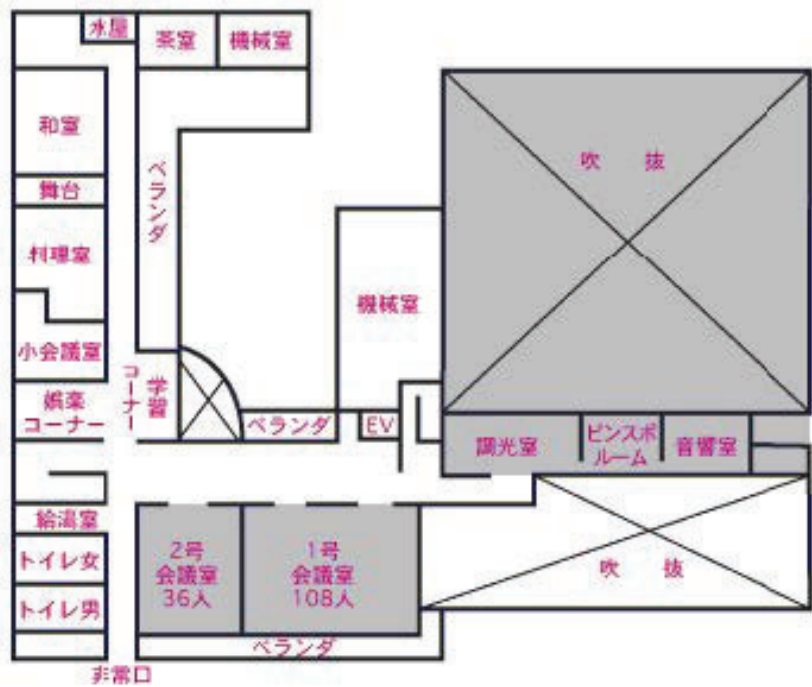 水屋
茶室
機械室
和室
舞台
料理室
小会議室
娯楽
コーナー
学習
コーナー
ベランダ
機械室
吹 抜
ベランダ
EV
調光室
ピンスポ
ルーム
音響室
給湯室
トイレ女
トイレ男
2号
会議室
36人
1号
会議室
108人
吹 抜
ベランダ
非常口